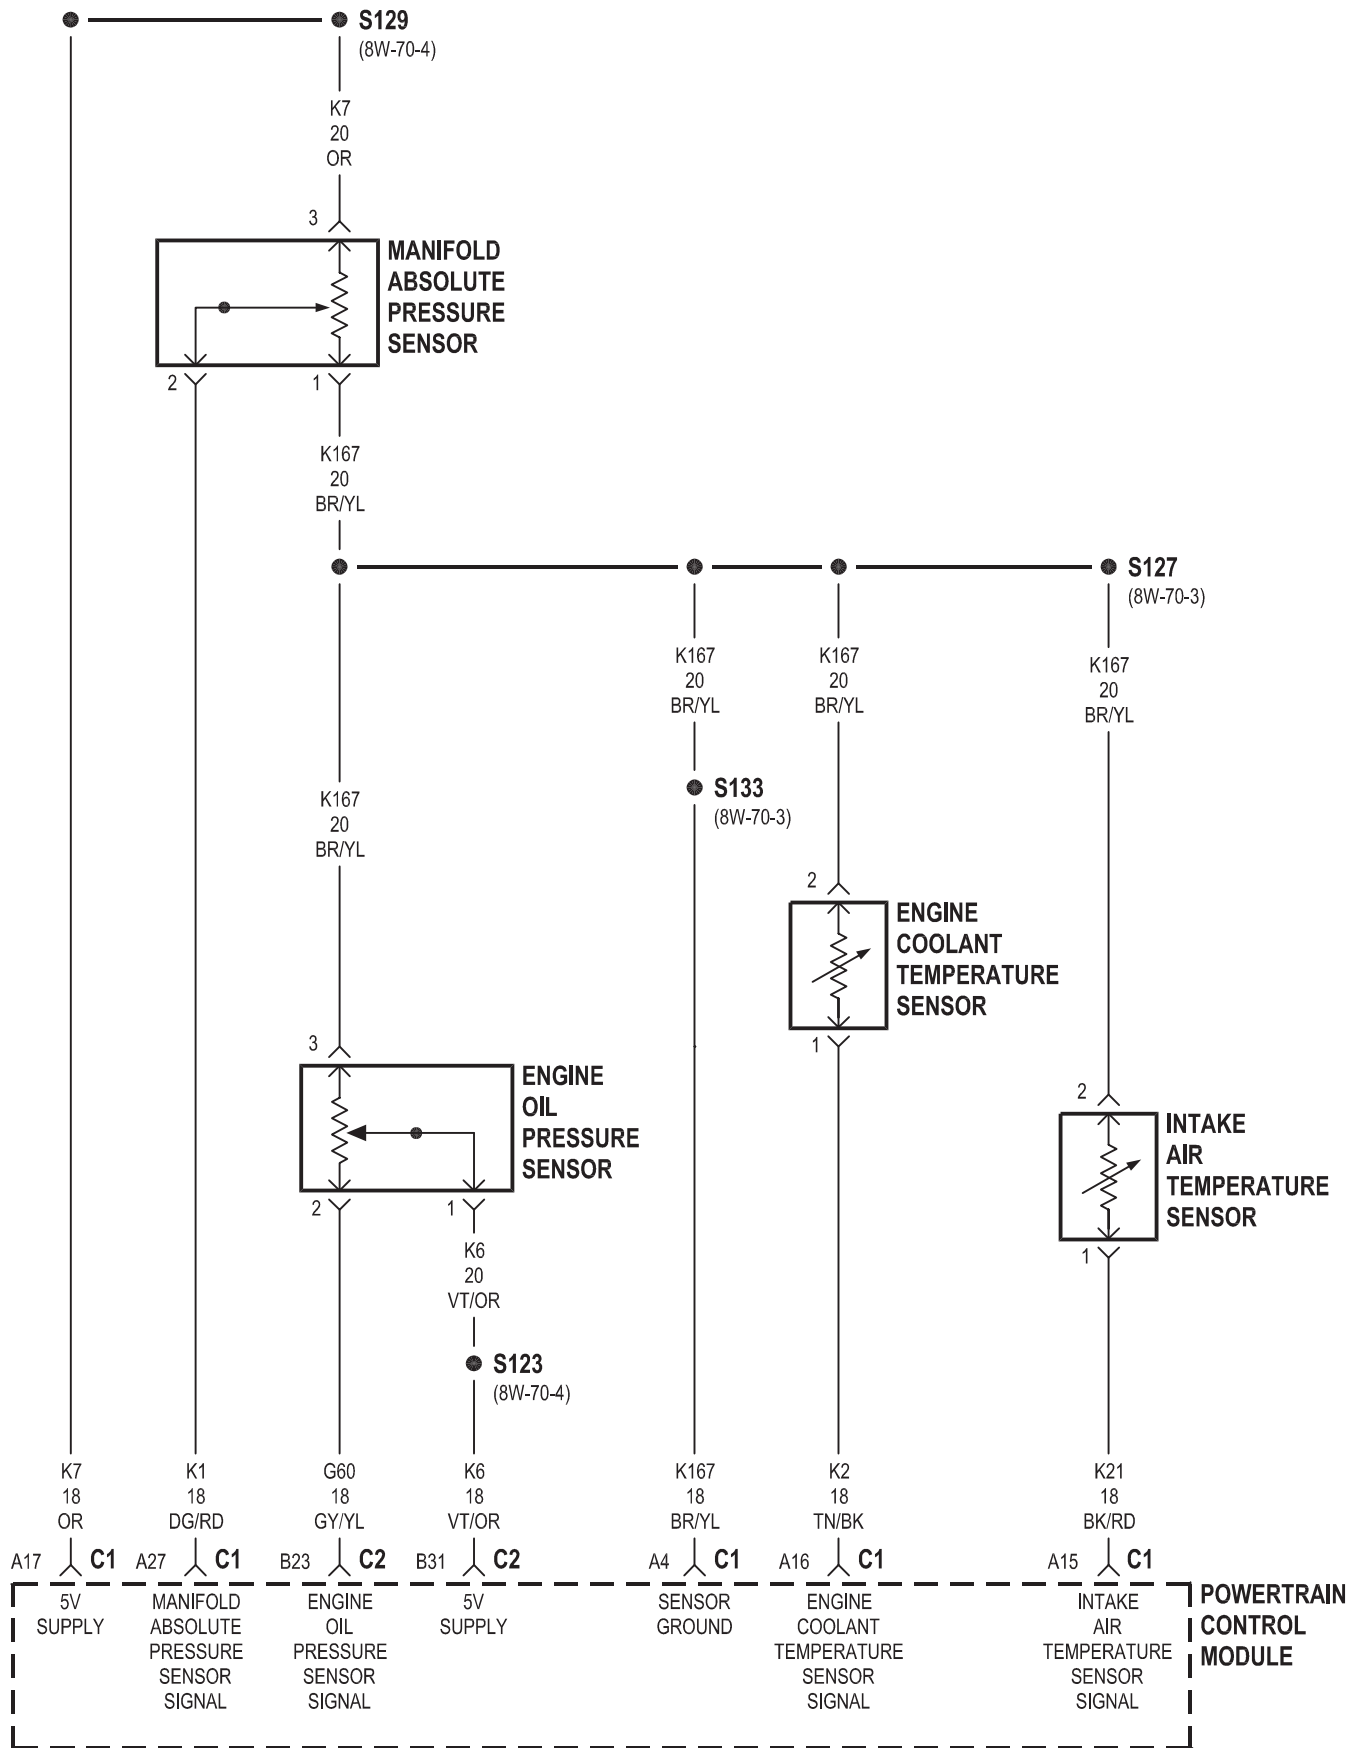 S129
(8W-70-4)
K7
20
OR
3
MANIFOLD
ABSOLUTE
PRESSURE
SENSOR
2
1
K167
20
BR/YL
S127
(8W-70-3)
K167
20
BR/YL
K167
20
BR/YL
K167
20
BR/YL
S133
(8W-70-3)
K167
20
BR/YL
2
ENGINE
COOLANT
TEMPERATURE
SENSOR
1
3
ENGINE
OIL
PRESSURE
SENSOR
2
1
2
INTAKE
AIR
TEMPERATURE
SENSOR
1
K6
20
VT/OR
S123
(8W-70-4)
K7
18
OR
A17 C1
5V
SUPPLY
K1
18
DG/RD
A27 C1
MANIFOLD
ABSOLUTE
PRESSURE
SENSOR
SIGNAL
G60
18
GY/YL
B23 C2
ENGINE
OIL
PRESSURE
SENSOR
SIGNAL
K6
18
VT/OR
B31 C2
5V
SUPPLY
K167
18
BR/YL
A4 C1
SENSOR
GROUND
K2
18
TN/BK
A16 C1
ENGINE
COOLANT
TEMPERATURE
SENSOR
SIGNAL
K21
18
BK/RD
A15 C1
INTAKE
AIR
TEMPERATURE
SENSOR
SIGNAL
POWERTRAIN
CONTROL
MODULE